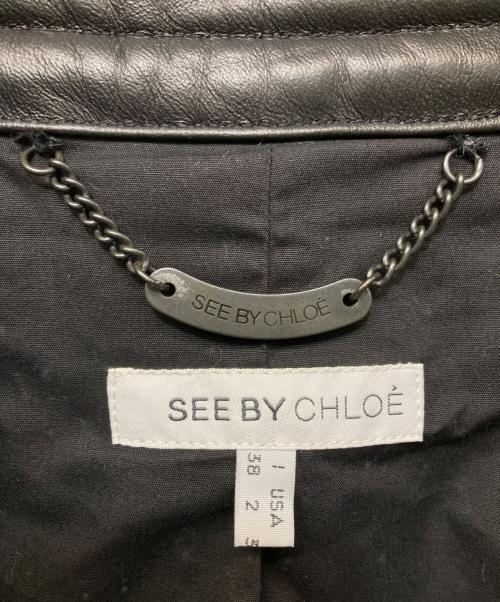 SEE BY CHLOÉ
SEE BY CHLOÉ
I USA
38 2